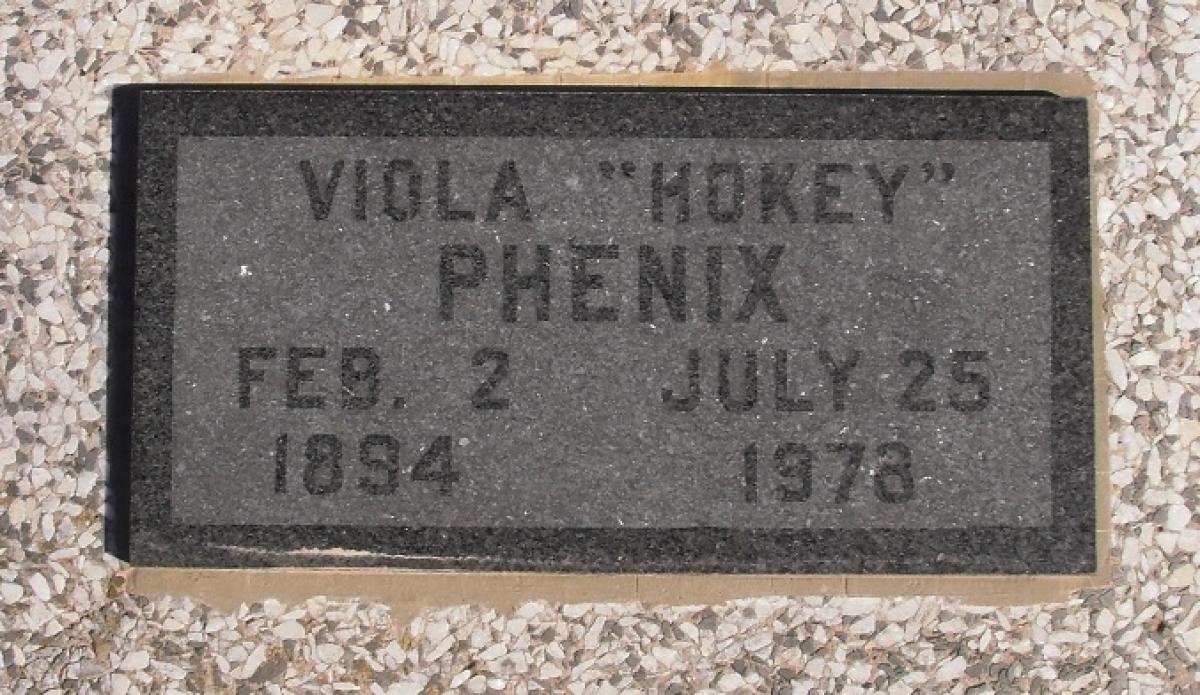 VIOLA "HOKEY"
PHENIX
FEB. 2 JULY 25
1894 1978